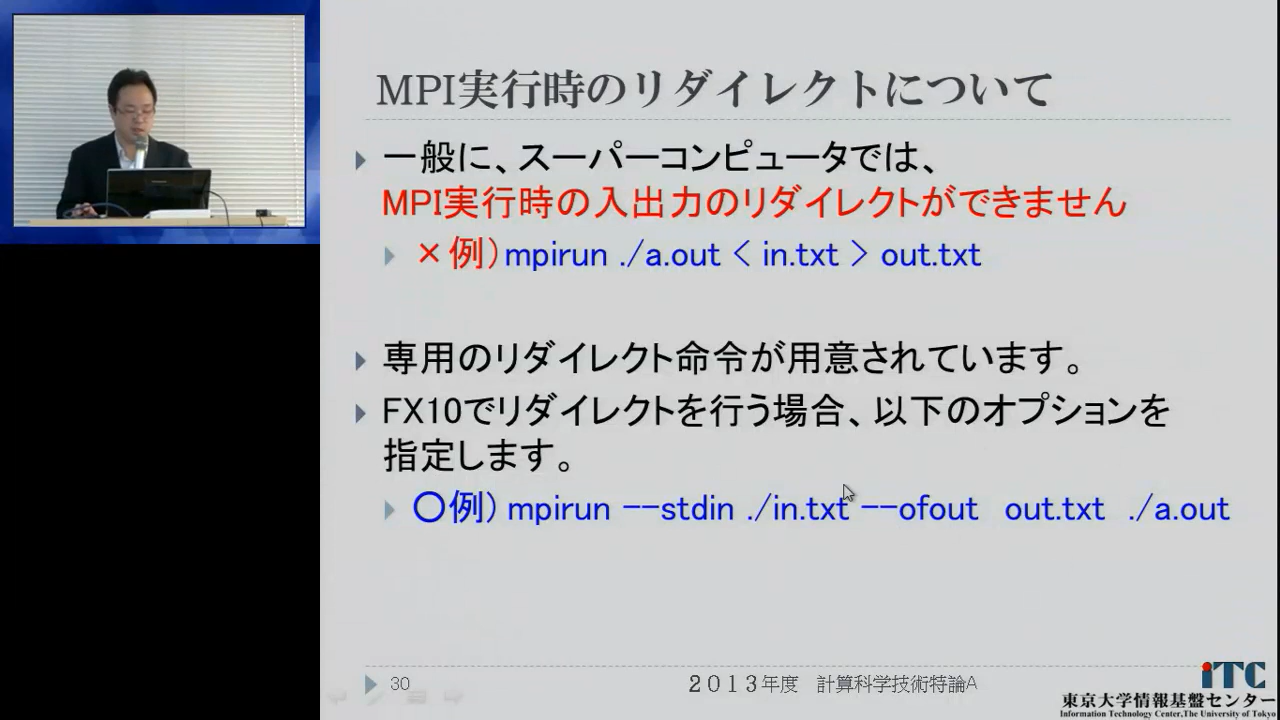 MPI実行時のリダイレクトについて
一般に、スーパーコンピュータでは、
MPI実行時の入出力のリダイレクトができません
×例）mpirun ./a.out < in.txt > out.txt
専用のリダイレクト命令が用意されています。
FX10でリダイレクトを行う場合、以下のオプションを
指定します。
○例）mpirun --stdin ./in.txt --ofout out.txt ./a.out
30
２０１３年度 計算科学技術特論A
iTC
東京大学情報基盤センター
Information Technology Center,The University of Tokyo